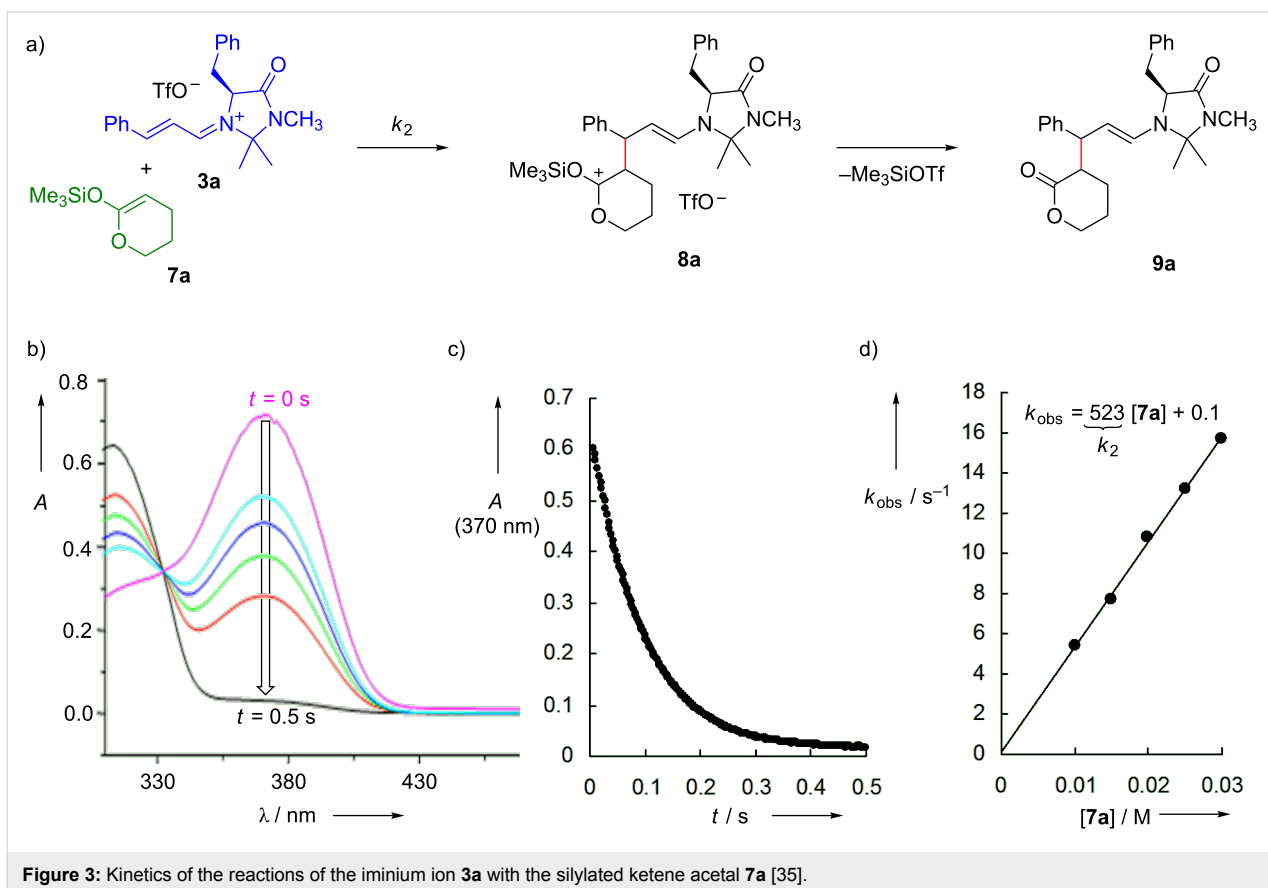 a)
Ph
O
TfO–
N
CH3
Ph
N
+
+
3a
Me3SiO
O
7a
k2
Ph
O
N
CH3
Ph
N
Me3SiO
+
O
TfO–
8a
–Me3SiOTf
Ph
O
N
CH3
Ph
N
O
O
9a
b)
0.8
0.6
0.4
0.2
0.0
A
t = 0 s
t = 0.5 s
330 380 430
λ / nm
c)
A
(370 nm)
0.7
0.6
0.5
0.4
0.3
0.2
0.1
0
0 0.1 0.2 0.3 0.4 0.5
t / s
d)
kobs / s–1
18
16
14
12
10
8
6
4
2
0
kobs = 523 [7a] + 0.1
k2
0 0.01 0.02 0.03
[7a] / M
Figure 3: Kinetics of the reactions of the iminium ion 3a with the silylated ketene acetal 7a [35].